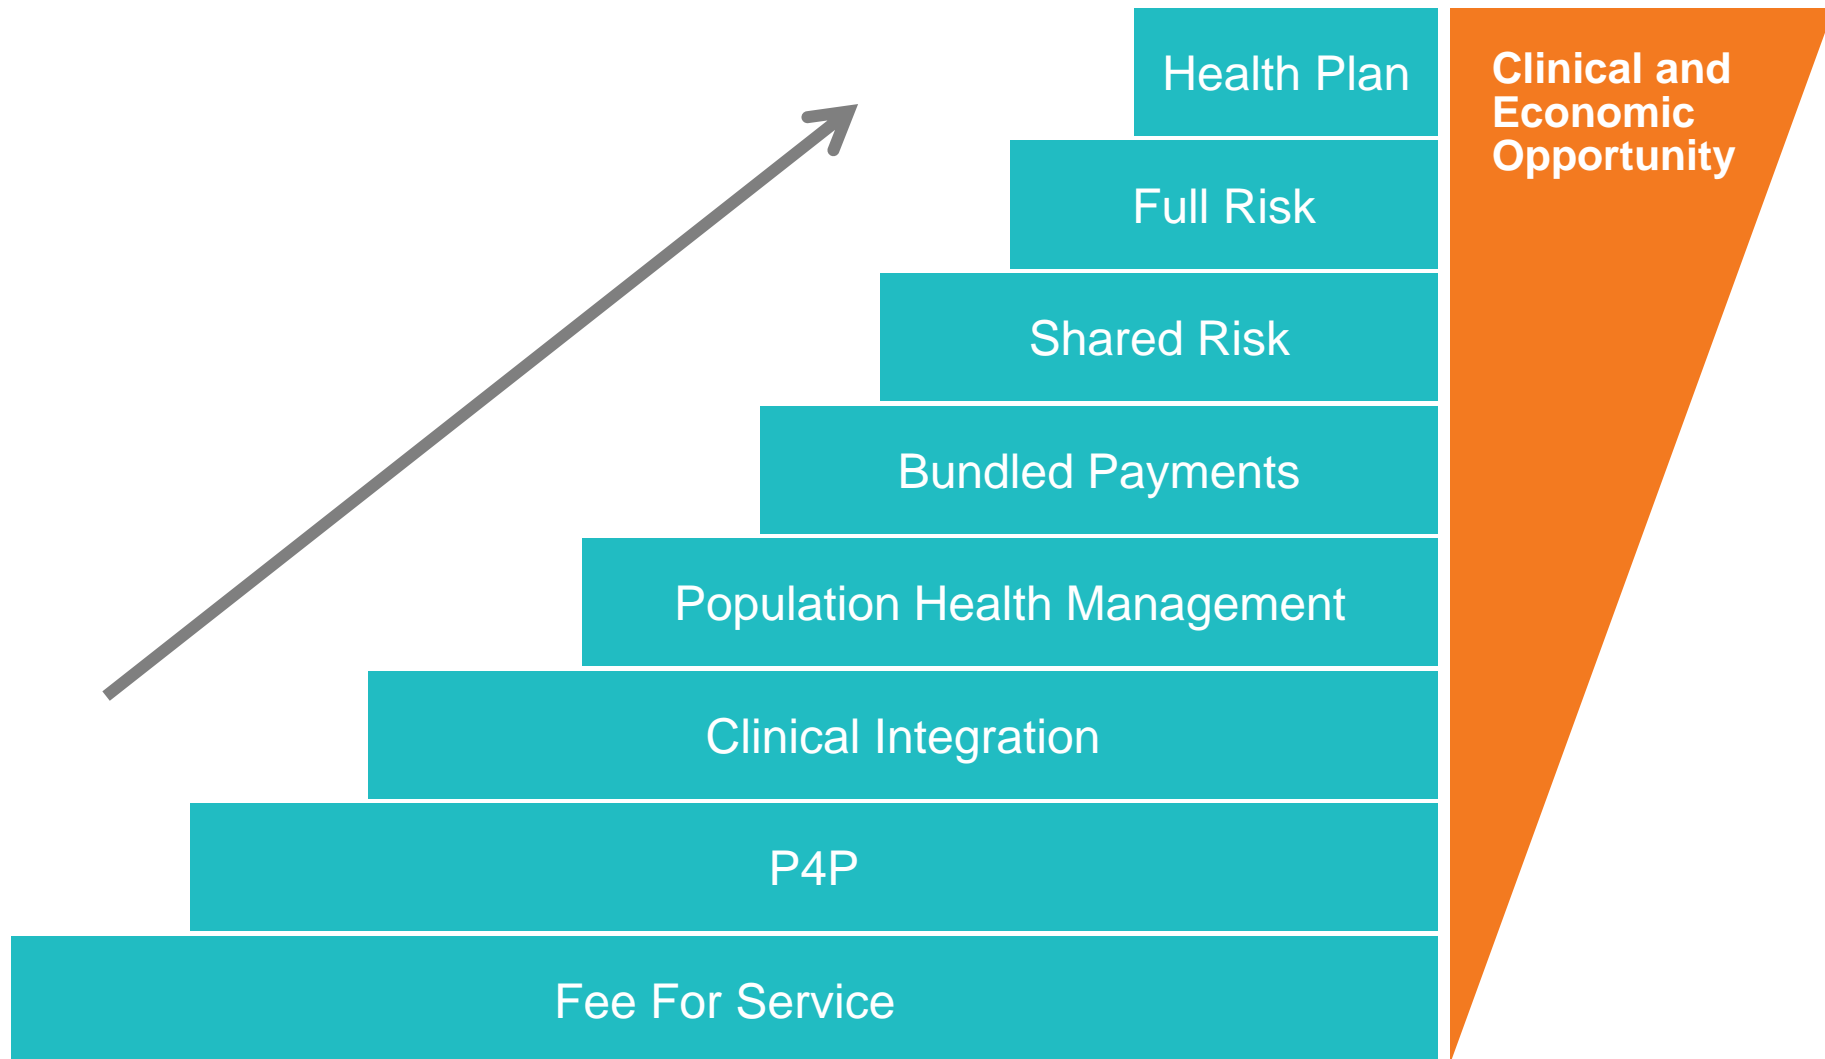 Health Plan
Clinical and
Economic
Opportunity
Full Risk
Shared Risk
Bundled Payments
Population Health Management
Clinical Integration
P4P
Fee For Service